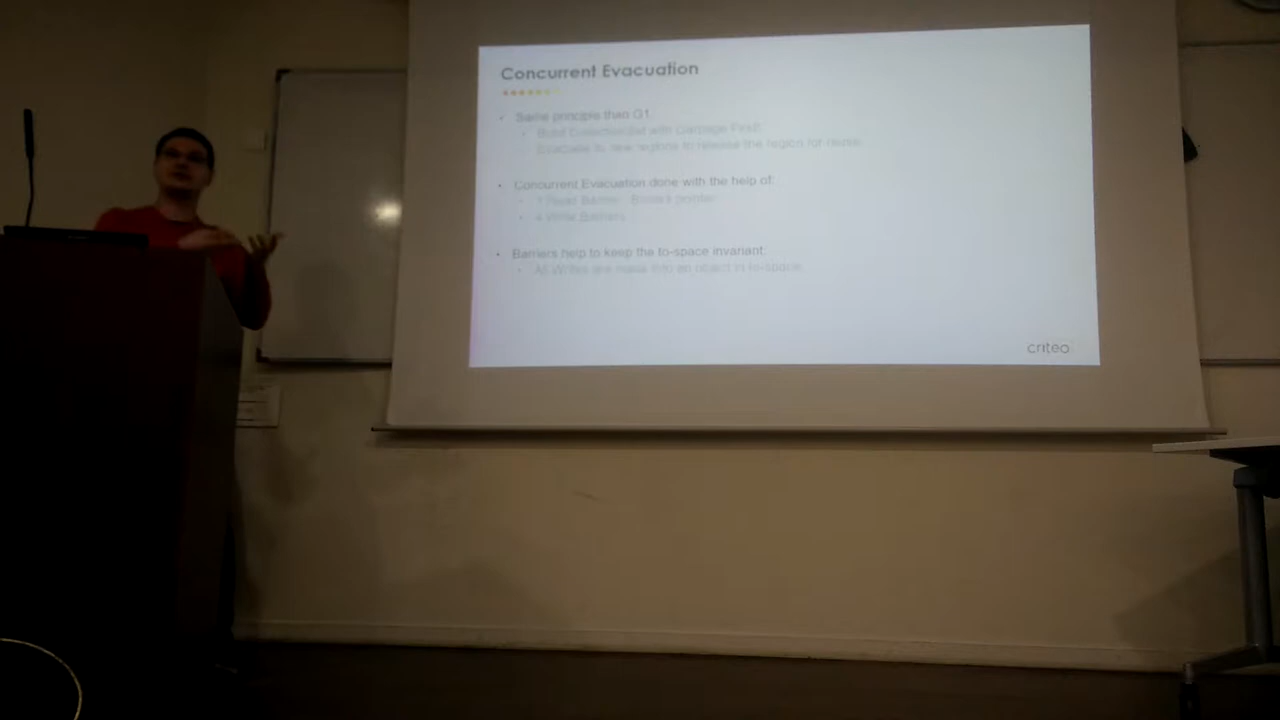 Concurrent Evacuation
Same principle than G1.
Build Collection Set with Garbage First!
Evacuate to new regions to release the region for reuse
Concurrent Evacuation done with the help of:
1 Read Barrier : Brooks pointer
4 Write Barriers
Barriers help to keep the to-space invariant:
All Writes are made into an object in to-space
criteo